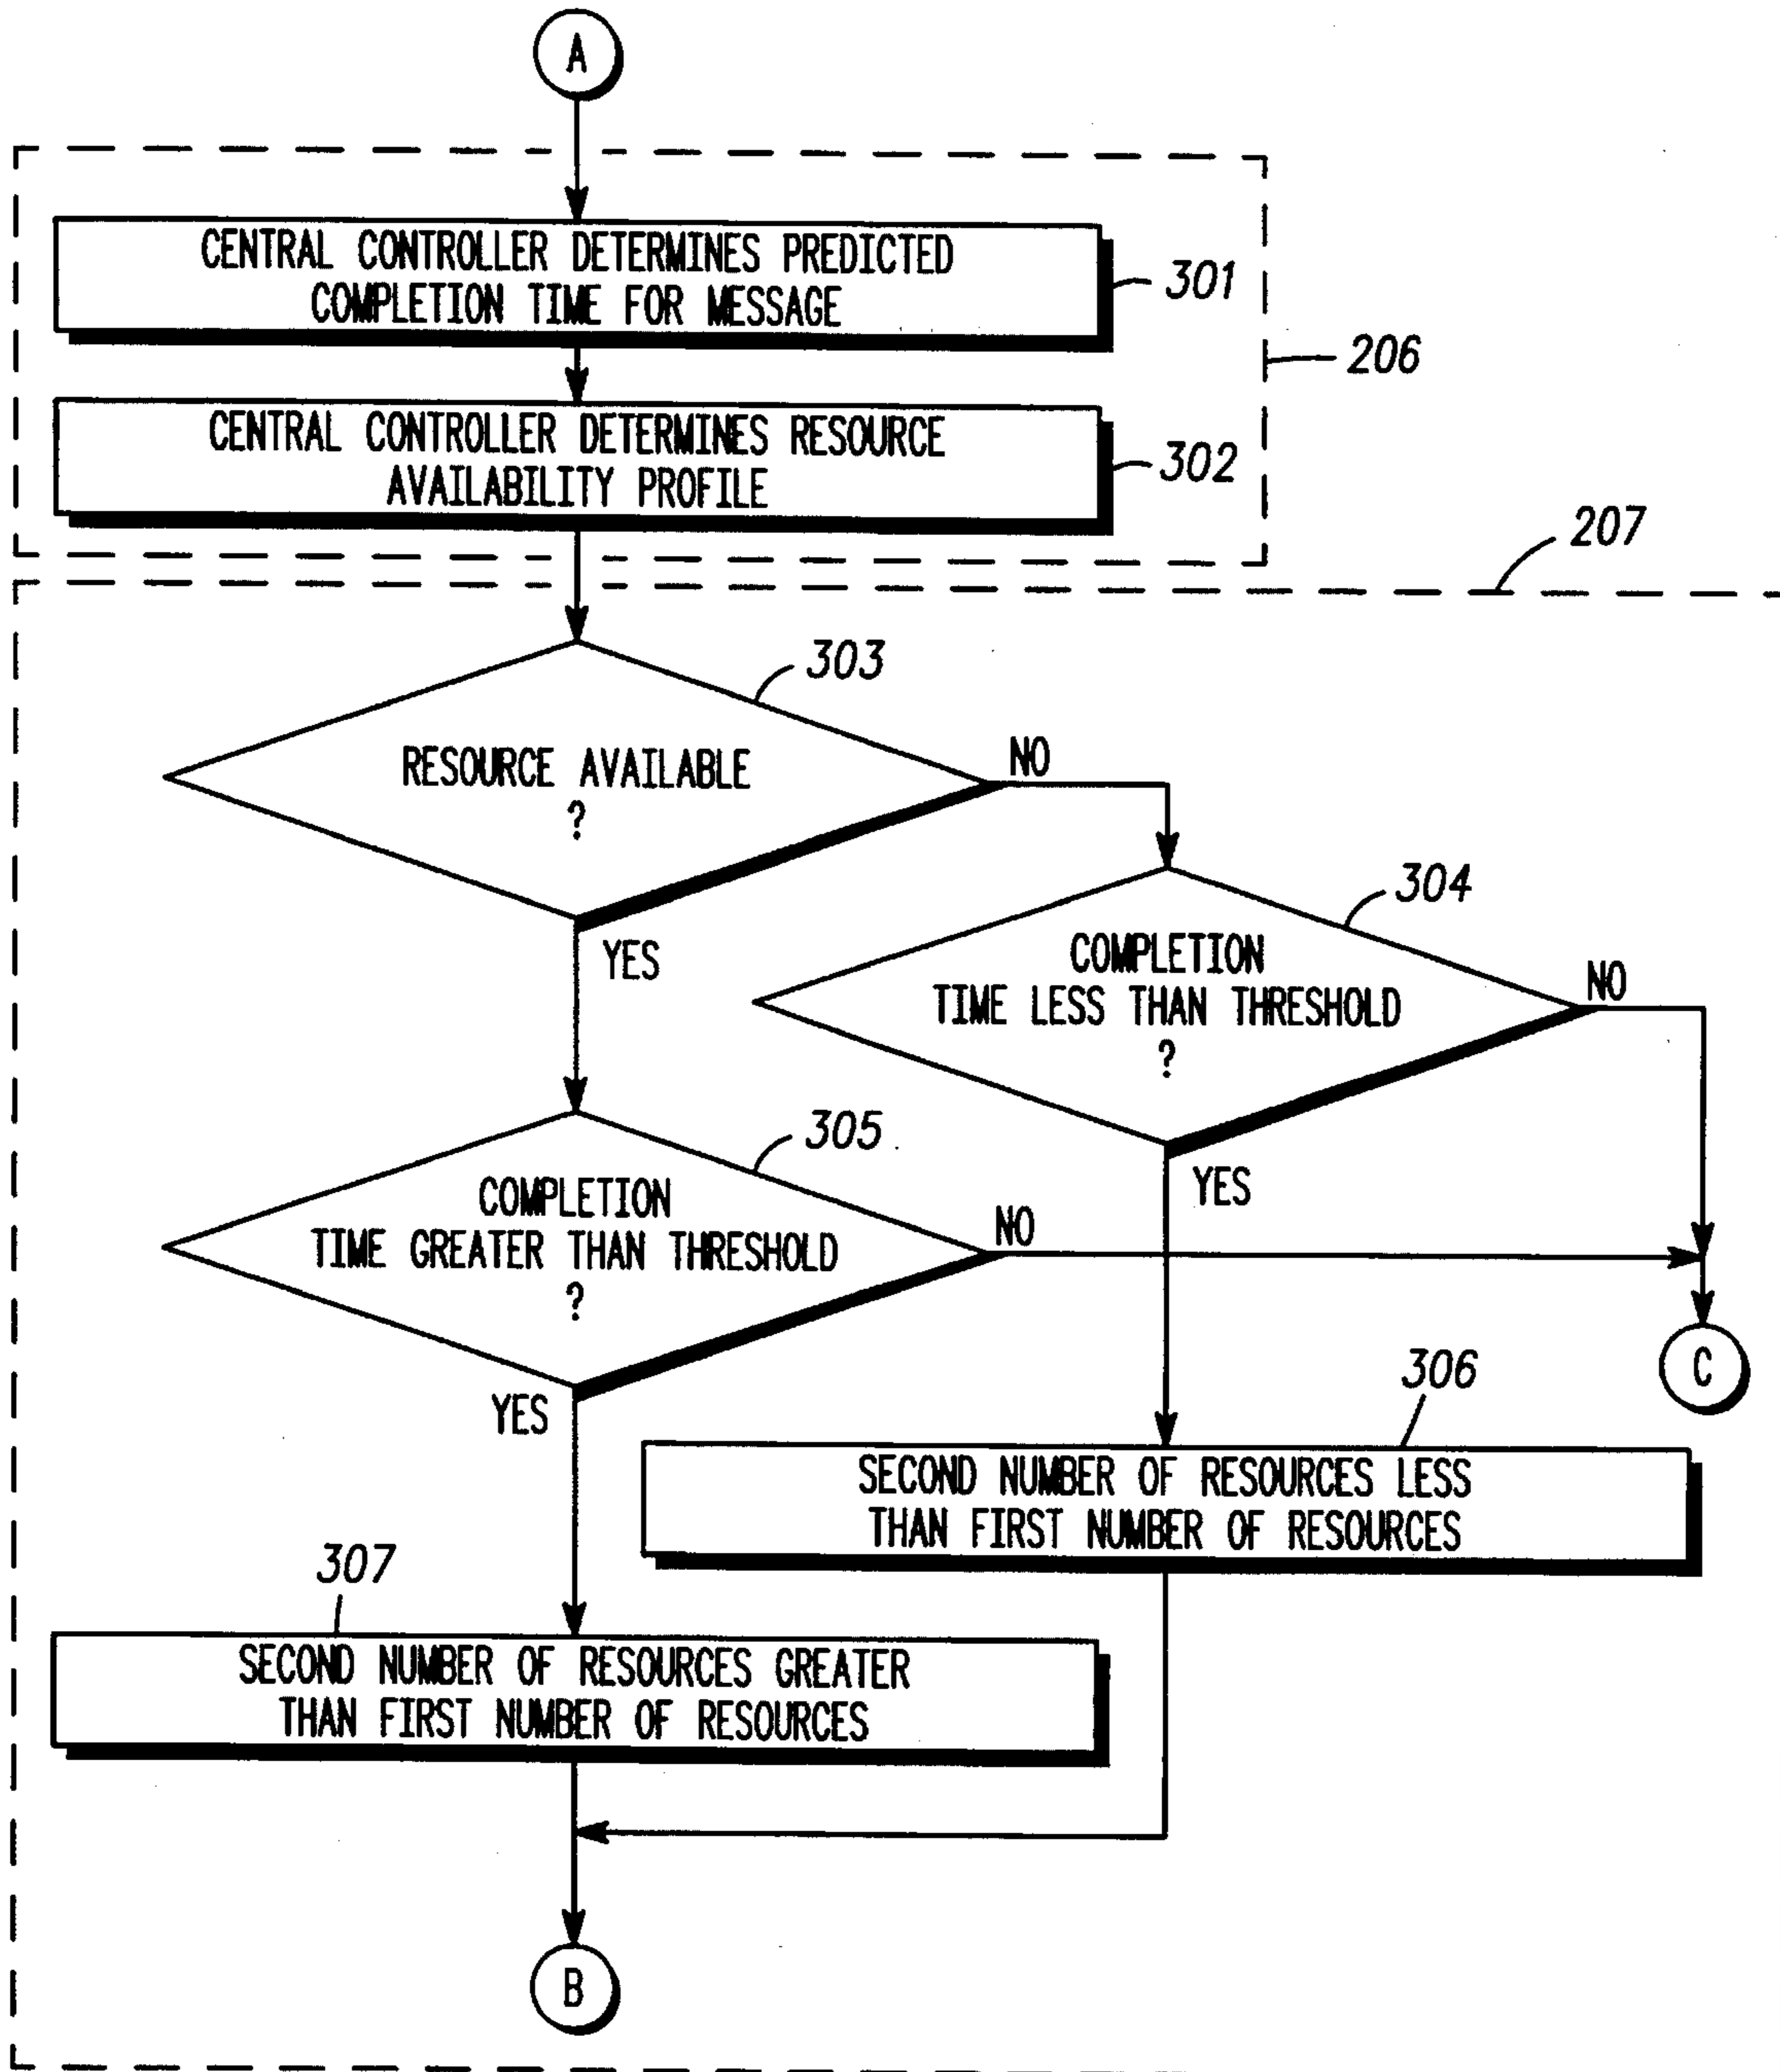 A
CENTRAL CONTROLLER DETERMINES PREDICTED
COMPLETION TIME FOR MESSAGE
301
206
CENTRAL CONTROLLER DETERMINES RESOURCE
AVAILABILITY PROFILE
302
207
303
RESOURCE AVAILABLE
?
NO
YES
304
COMPLETION
TIME LESS THAN THRESHOLD
?
NO
YES
305
COMPLETION
TIME GREATER THAN THRESHOLD
?
NO
YES
C
306
SECOND NUMBER OF RESOURCES LESS
THAN FIRST NUMBER OF RESOURCES
307
SECOND NUMBER OF RESOURCES GREATER
THAN FIRST NUMBER OF RESOURCES
B